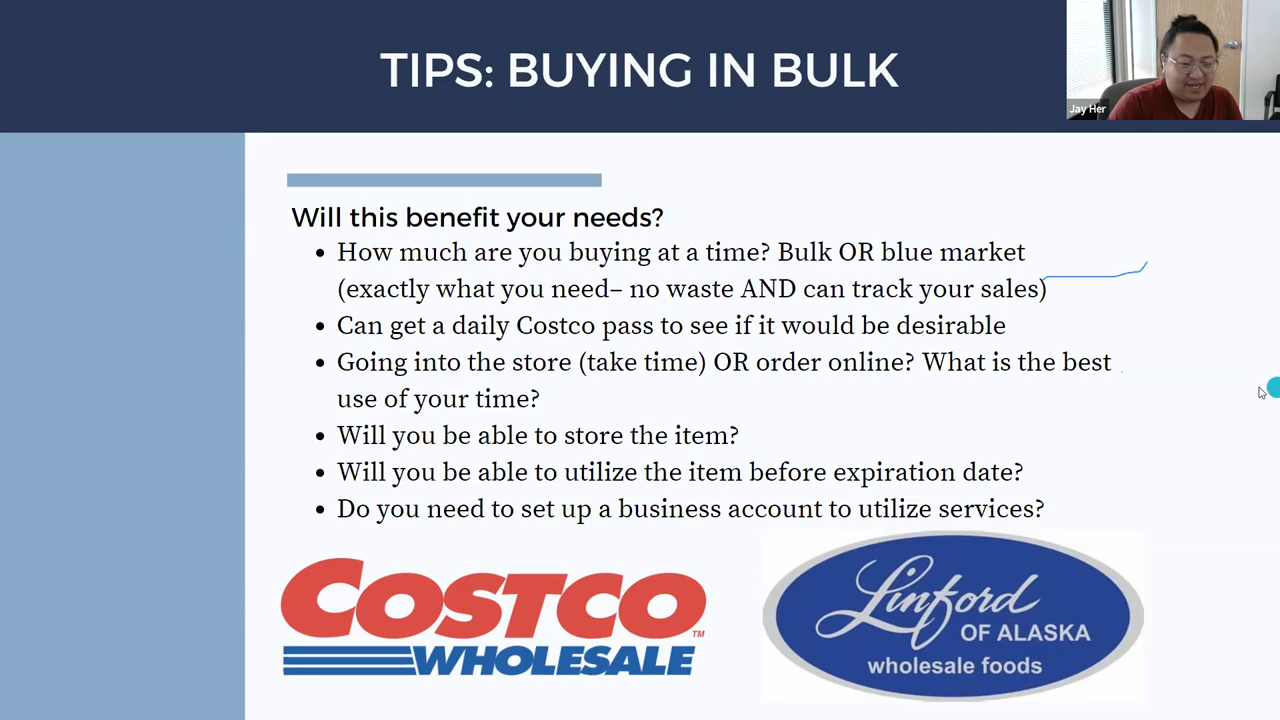 TIPS: BUYING IN BULK
Jay Her
Will this benefit your needs?
• How much are you buying at a time? Bulk OR blue market
(exactly what you need– no waste AND can track your sales)
• Can get a daily Costco pass to see if it would be desirable
• Going into the store (take time) OR order online? What is the best
use of your time?
• Will you be able to store the item?
• Will you be able to utilize the item before expiration date?
• Do you need to set up a business account to utilize services?
COSTCO TM
WHOLESALE
Linford
OF ALASKA
wholesale foods